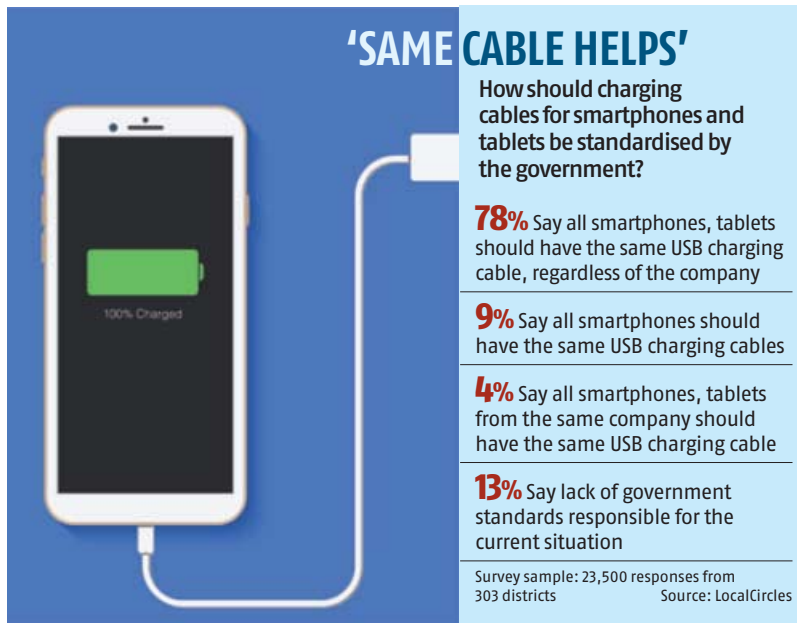 ‘SAME CABLE HELPS’
How should charging
cables for smartphones and
tablets be standardised by
the government?
78% Say all smartphones, tablets
should have the same USB charging
cable, regardless of the company
9% Say all smartphones should
have the same USB charging cables
4% Say all smartphones, tablets
from the same company should
have the same USB charging cable
13% Say lack of government
standards responsible for the
current situation
Survey sample: 23,500 responses from
303 districts Source: LocalCircles
100% Charged